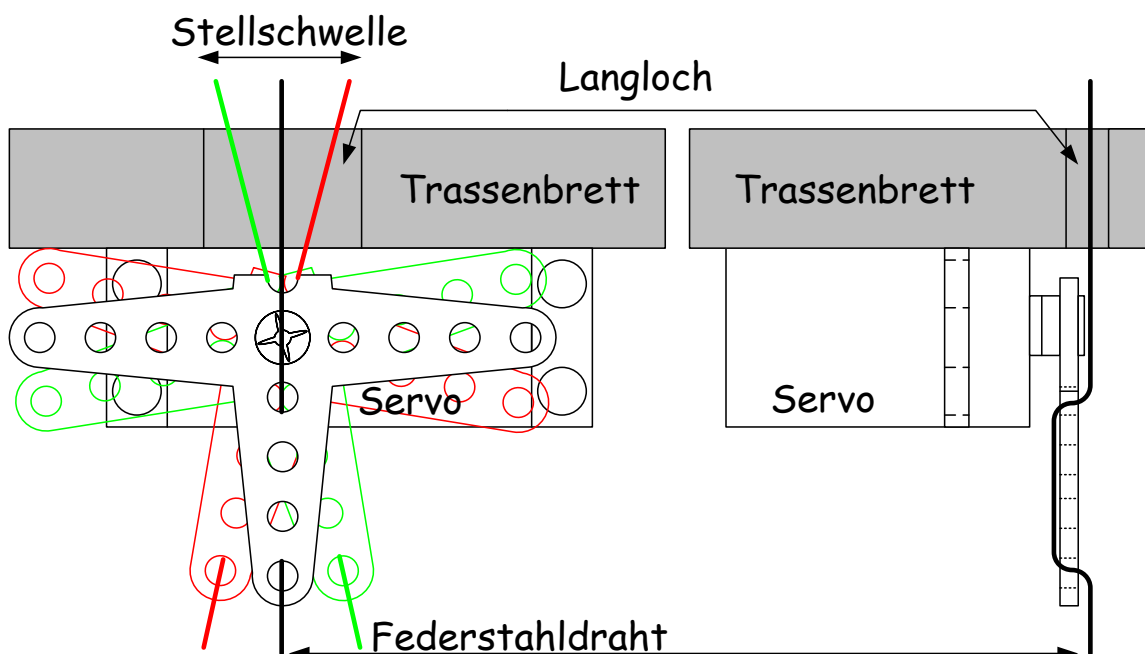 Stellschwelle
Langloch
Trassenbrett
Trassenbrett
Servo
Servo
Federstahldraht